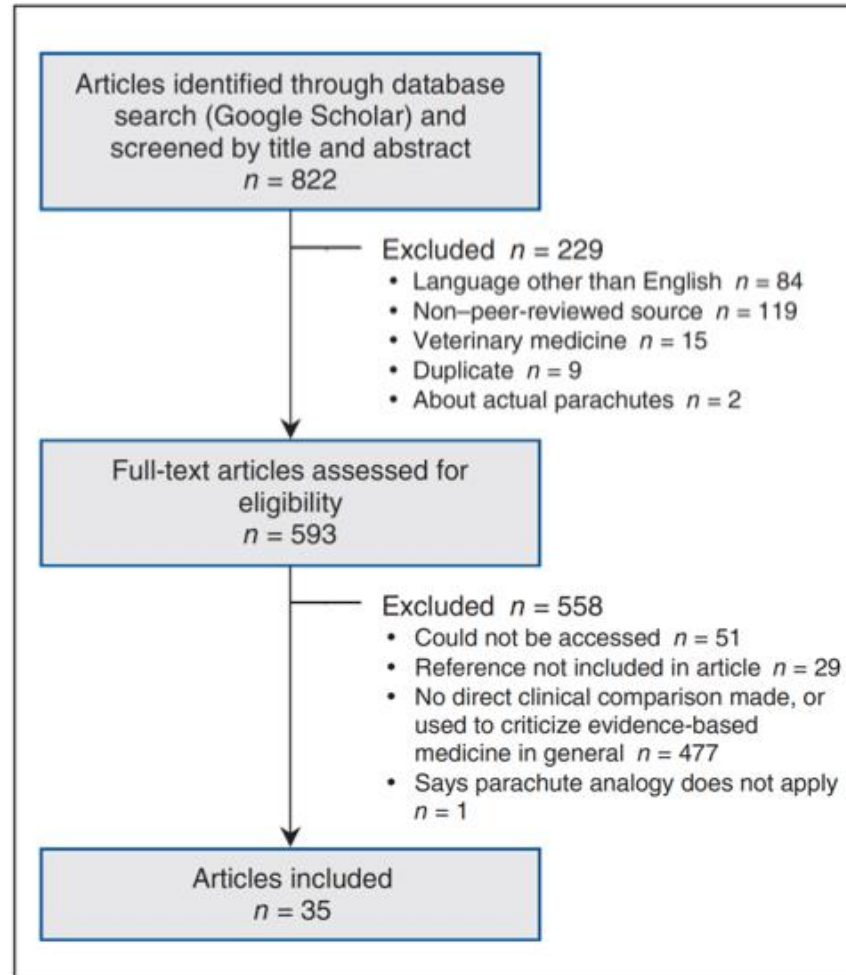 Articles identified through database
search (Google Scholar) and
screened by title and abstract
n = 822
Excluded n = 229
• Language other than English n = 84
• Non–peer-reviewed source n = 119
• Veterinary medicine n = 15
• Duplicate n = 9
• About actual parachutes n = 2
Full-text articles assessed for
eligibility
n = 593
Excluded n = 558
• Could not be accessed n = 51
• Reference not included in article n = 29
• No direct clinical comparison made, or
used to criticize evidence-based
medicine in general n = 477
• Says parachute analogy does not apply
n = 1
Articles included
n = 35